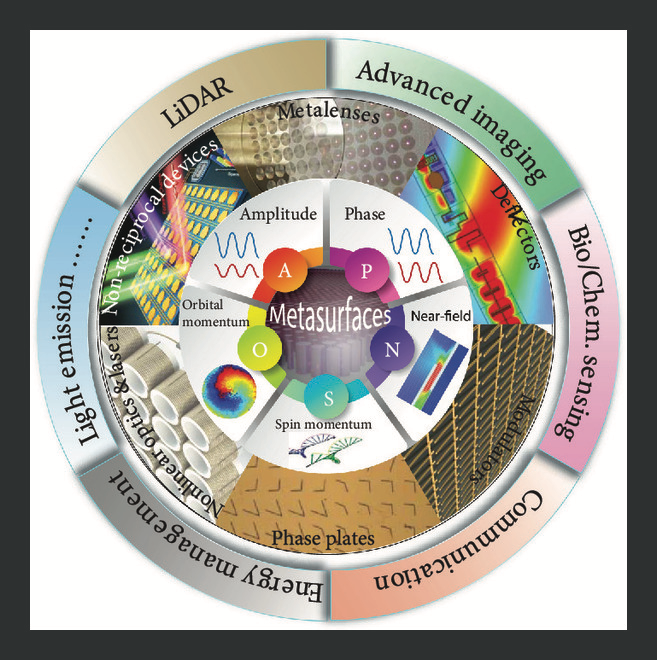 LiDAR
Advanced imaging
Bio/Chem. sensing
Communication
Energy management
Light emission .......
Metalenses
Deflectors
Modulators
Phase plates
Nonlinear optics & lasers
Non-reciprocal devices
Amplitude
Phase
Near-field
Spin momentum
Orbital
momentum
A
P
N
S
O
Metasurfaces